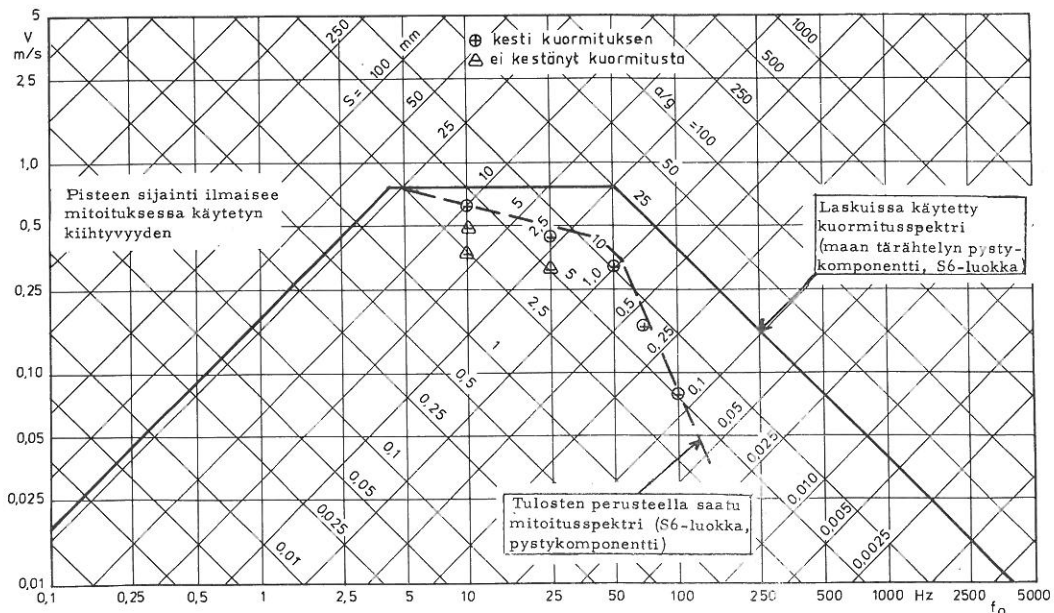 5
V
m/s
2,5
1,0
0,5
0,25
0,10
0,05
0,025
0,01
250
S= 100 mm
50
25
10
5
2,5
1,0
0,5
0,25
0,1
0,05
0,025
0,010
0,005
0,0025
⊕ kesti kuormituksen
△ ei kestänyt kuormitusta
1000
500
250
a/g =100
50
25
10
5
2,5
1
0,5
0,25
0,1
0,05
0,025
0,01
Pisteen sijainti ilmaisee
mitoituksessa käytetyn
kiihtyvyyden
Laskuissa käytetty
kuormitusspektri
(maan tärähtelyn pysty-
komponentti, S6-luokka)
Tulosten perusteella saatu
mitoitusspektri (S6-luokka,
pystykomponentti)
0,1 0,25 0,5 1 2,5 5 10 25 50 100 250 500 1000 Hz 2500 5000
f₀